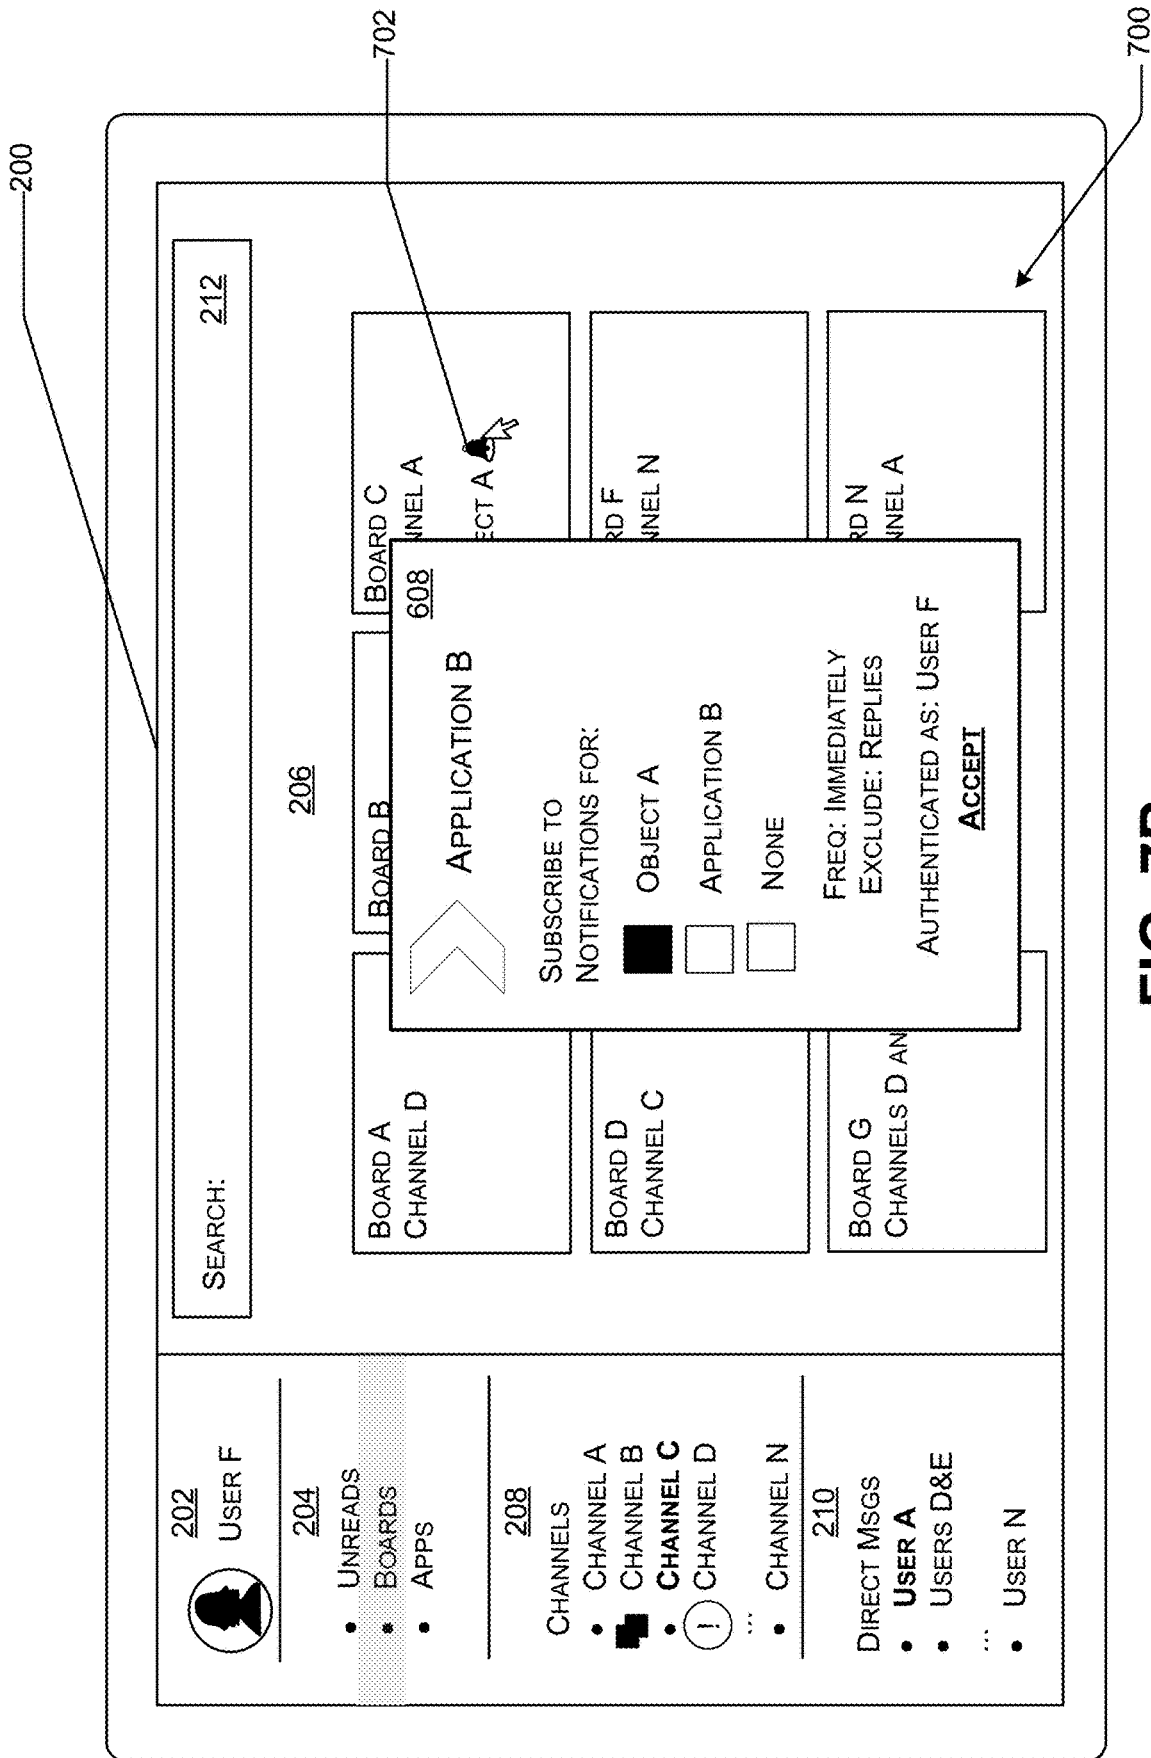 200
702
700
202
USER F
204
• UNREADS
• BOARDS
• APPS
208
CHANNELS
• CHANNEL A
CHANNEL B
• CHANNEL C
! CHANNEL D
...
• CHANNEL N
210
DIRECT MSGS
• USER A
• USERS D&E
...
• USER N
SEARCH:
212
206
BOARD A
CHANNEL D
BOARD B
BOARD C
NNEL A
ECT A
BOARD D
CHANNEL C
RD F
NNEL N
BOARD G
CHANNELS D AN
RD N
NNEL A
608
APPLICATION B
SUBSCRIBE TO
NOTIFICATIONS FOR:
OBJECT A
APPLICATION B
NONE
FREQ: IMMEDIATELY
EXCLUDE: REPLIES
AUTHENTICATED AS: USER F
ACCEPT
FIG.